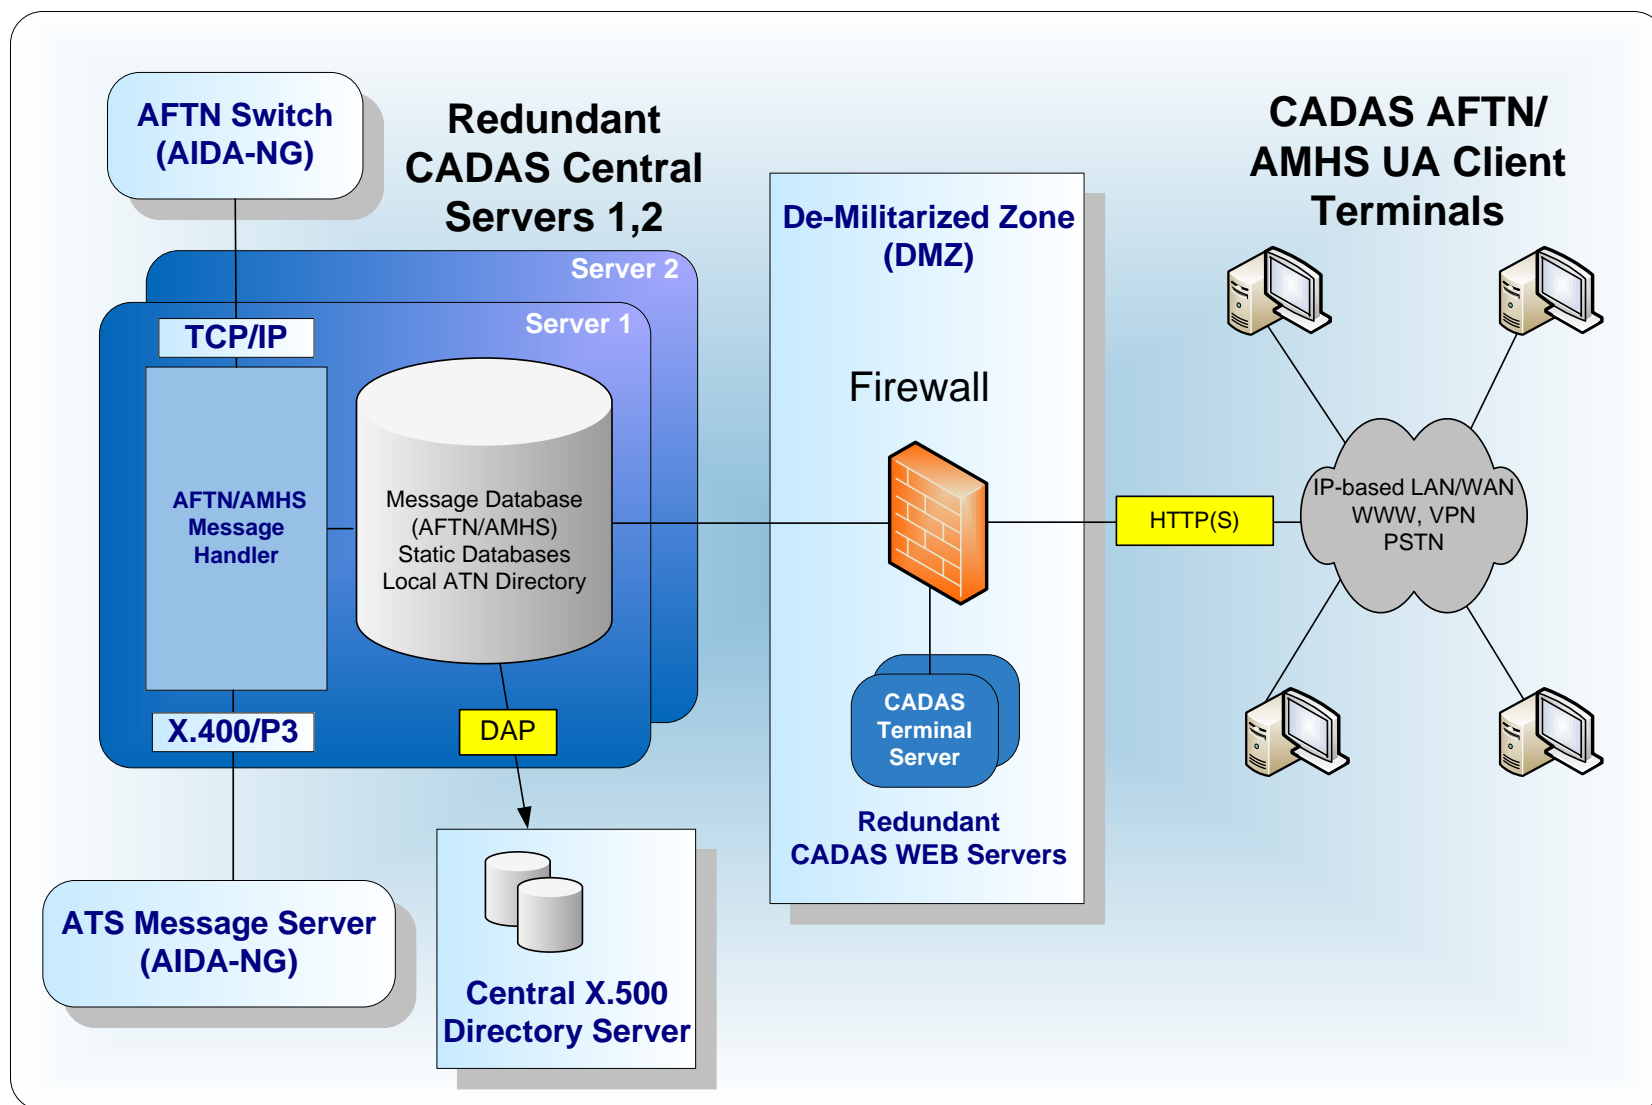 AFTN Switch
(AIDA-NG)
Redundant
CADAS Central
Servers 1,2
CADAS AFTN/
AMHS UA Client
Terminals
De-Militarized Zone
(DMZ)
Server 2
Server 1
TCP/IP
Firewall
AFTN/AMHS
Message
Handler
Message Database
(AFTN/AMHS)
Static Databases
Local ATN Directory
HTTP(S)
IP-based LAN/WAN
WWW, VPN
PSTN
X.400/P3
DAP
CADAS
Terminal
Server
Redundant
CADAS WEB Servers
ATS Message Server
(AIDA-NG)
Central X.500
Directory Server